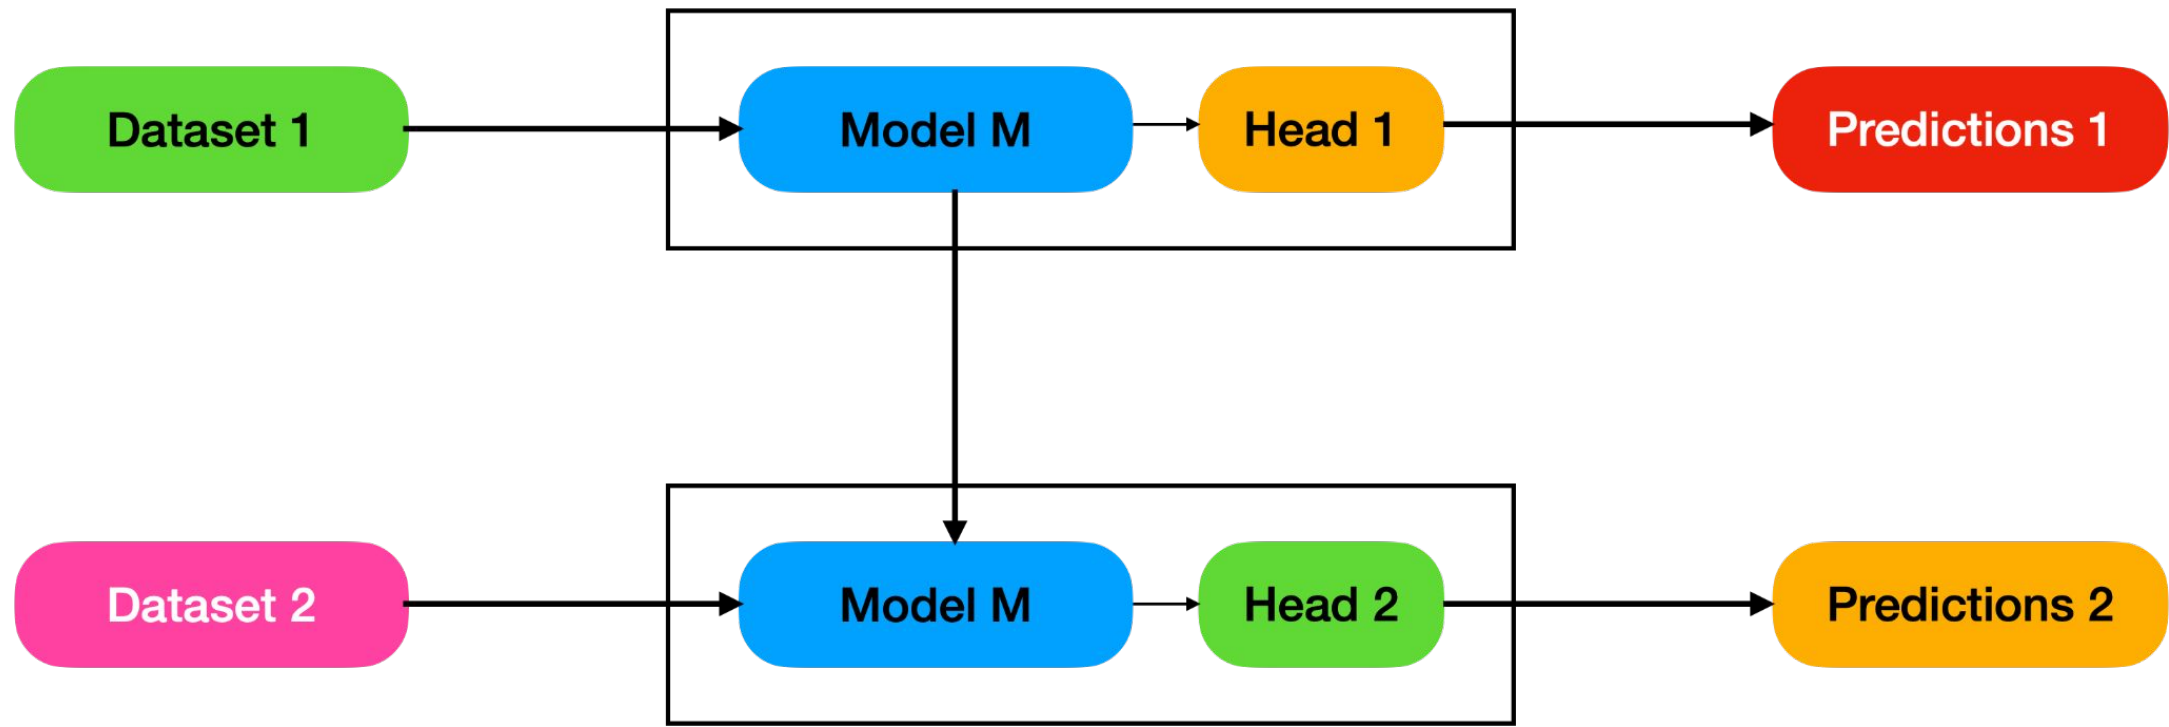 Dataset 1
Model M
Head 1
Predictions 1
Dataset 2
Model M
Head 2
Predictions 2